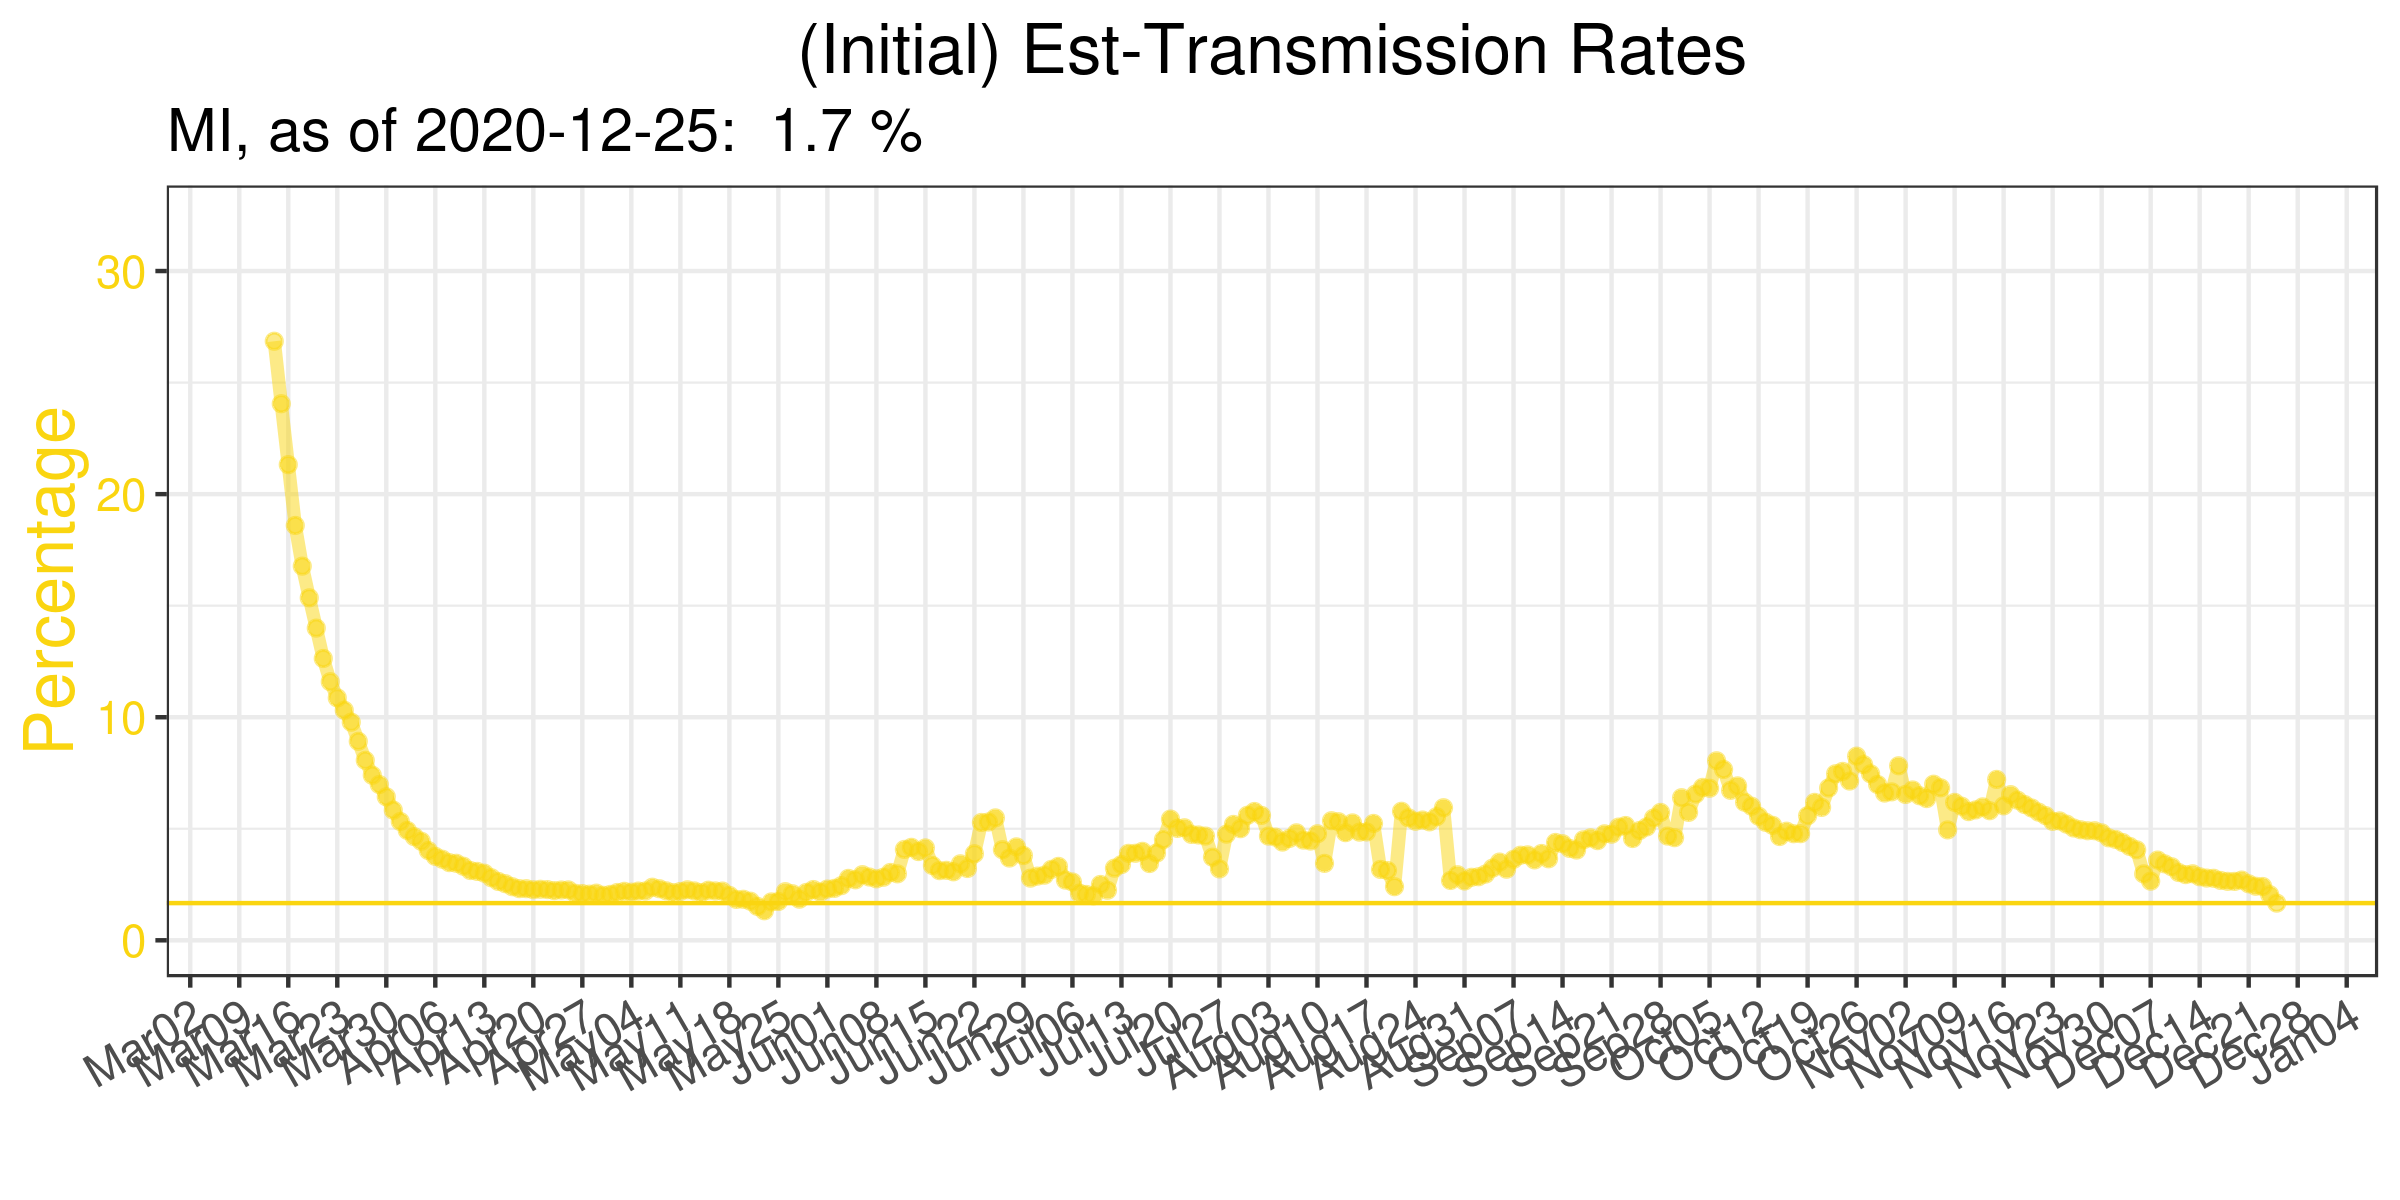 (Initial) Est-Transmission Rates
MI, as of 2020-12-25:  1.7 %
Percentage
30
20
10
0
Mar02
Mar09
Mar16
Mar23
Mar30
Apr06
Apr13
Apr20
Apr27
May04
May11
May18
May25
Jun01
Jun08
Jun15
Jun22
Jun29
Jul06
Jul13
Jul20
Jul27
Aug03
Aug10
Aug17
Aug24
Aug31
Sep07
Sep14
Sep21
Sep28
Oct05
Oct12
Oct19
Oct26
Nov02
Nov09
Nov16
Nov23
Nov30
Dec07
Dec14
Dec21
Dec28
Jan04